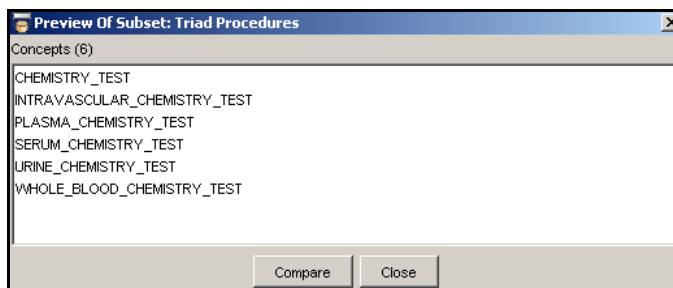 Preview Of Subset: Triad Procedures
Concepts (6)
CHEMISTRY_TEST
INTRAVASCULAR_CHEMISTRY_TEST
PLASMA_CHEMISTRY_TEST
SERUM_CHEMISTRY_TEST
URINE_CHEMISTRY_TEST
WHOLE_BLOOD_CHEMISTRY_TEST
Compare Close